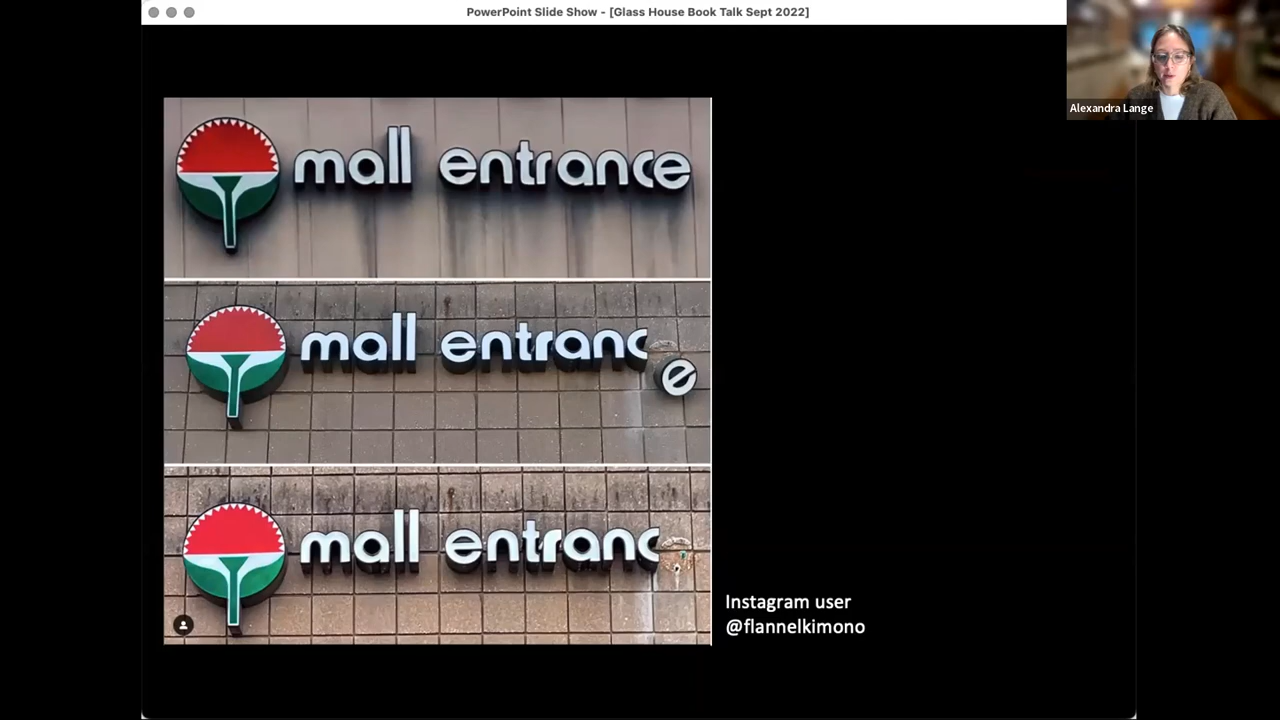 PowerPoint Slide Show - [Glass House Book Talk Sept 2022]
Alexandra Lange
mall entrance
mall entranc
e
mall entranc
Instagram user
@flannelkimono